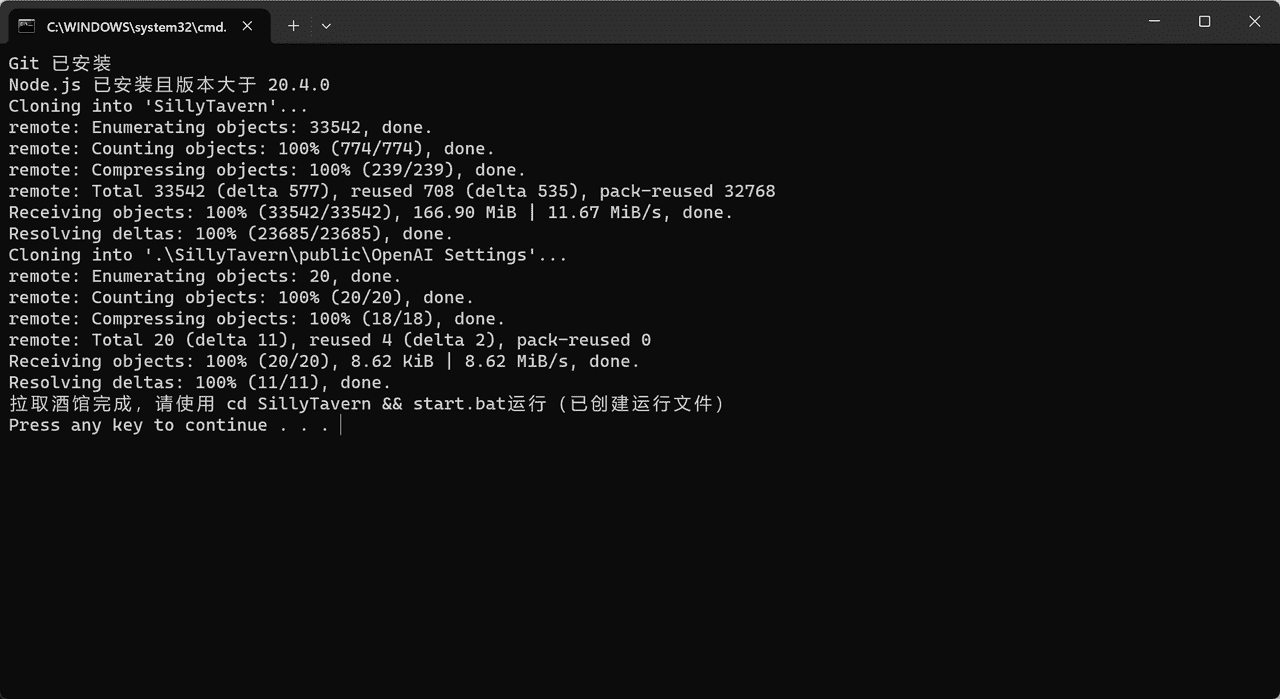 C:\WINDOWS\system32\cmd.
Git 已安装
Node.js 已安装且版本大于 20.4.0
Cloning into 'SillyTavern'...
remote: Enumerating objects: 33542, done.
remote: Counting objects: 100% (774/774), done.
remote: Compressing objects: 100% (239/239), done.
remote: Total 33542 (delta 577), reused 708 (delta 535), pack-reused 32768
Receiving objects: 100% (33542/33542), 166.90 MiB | 11.67 MiB/s, done.
Resolving deltas: 100% (23685/23685), done.
Cloning into '.\SillyTavern\public\OpenAI Settings'...
remote: Enumerating objects: 20, done.
remote: Counting objects: 100% (20/20), done.
remote: Compressing objects: 100% (18/18), done.
remote: Total 20 (delta 11), reused 4 (delta 2), pack-reused 0
Receiving objects: 100% (20/20), 8.62 KiB | 8.62 MiB/s, done.
Resolving deltas: 100% (11/11), done.
拉取酒馆完成，请使用 cd SillyTavern && start.bat运行（已创建运行文件）
Press any key to continue . . .